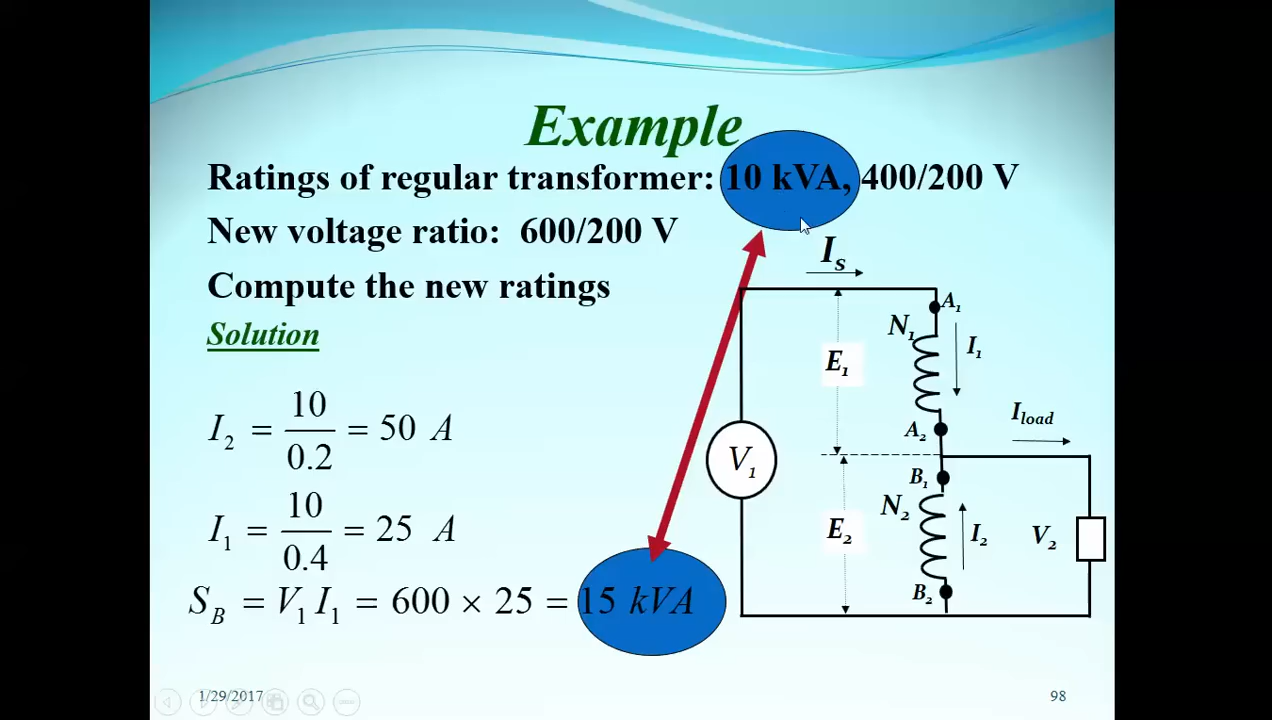 Example
Ratings of regular transformer: 10 kVA, 400/200 V
New voltage ratio: 600/200 V
Compute the new ratings
Solution
I₂ = 10/0.2 = 50 A
I₁ = 10/0.4 = 25 A
S_B = V₁ I₁ = 600 × 25 = 15 kVA
Iₛ
A₁
N₁
I₁
E₁
A₂
I_load
V₁
B₁
N₂
E₂
I₂
V₂
B₂
1/29/2017
98